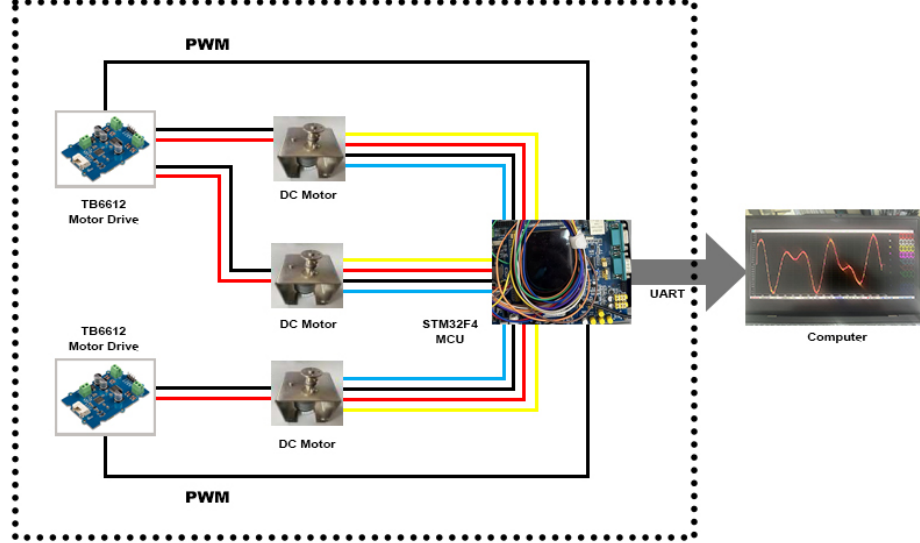 PWM
TB6612
Motor Drive
DC Motor
DC Motor
STM32F4
MCU
UART
Computer
TB6612
Motor Drive
DC Motor
PWM